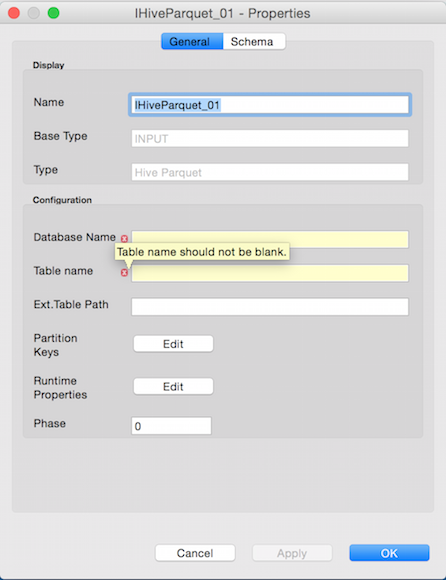 IHiveParquet_01 - Properties
General Schema
Display
Name IHiveParquet_01
Base Type INPUT
Type Hive Parquet
Configuration
Database Name
Table name should not be blank.
Table name
Ext.Table Path
Partition
Keys
Edit
Runtime
Properties
Edit
Phase 0
Cancel Apply OK